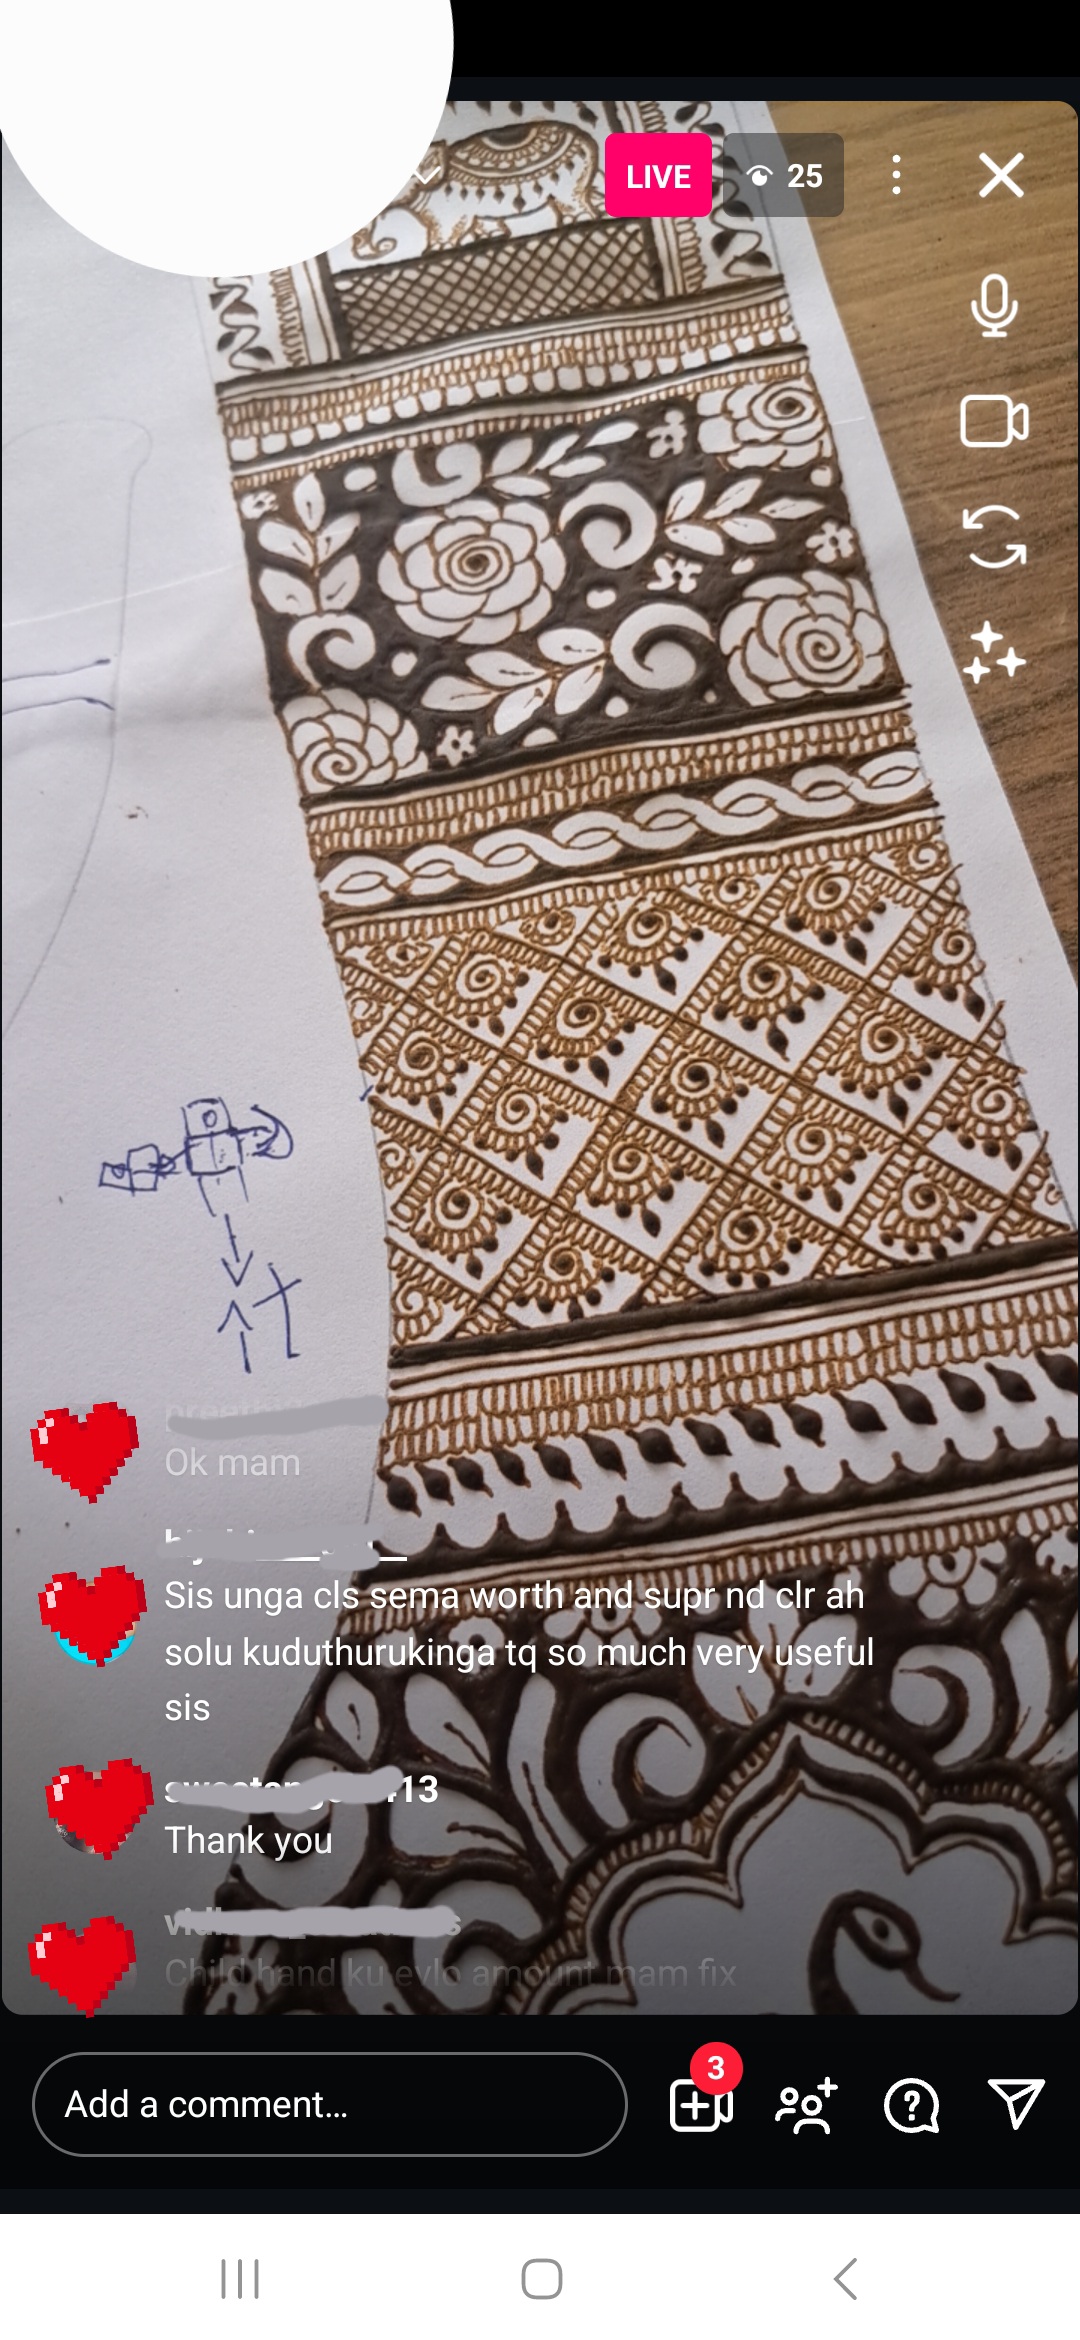 LIVE
25
Ok mam
Sis unga cls sema worth and supr nd clr ah
solu kuduthurukinga tq so much very useful
sis
13
Thank you
Child hand ku evlo amount mam fix
3
Add a comment...